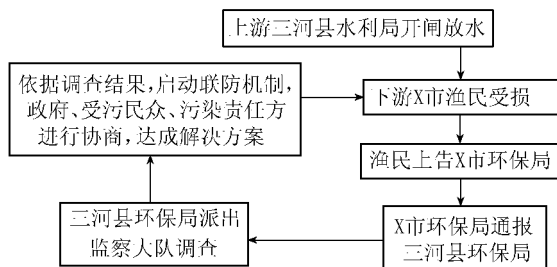 上游三河县水利局开闸放水
依据调查结果,启动联防机制,
政府、受污民众、污染责任方
进行协商,达成解决方案
下游X市渔民受损
渔民上告X市环保局
三河县环保局派出
监察大队调查
X市环保局通报
三河县环保局